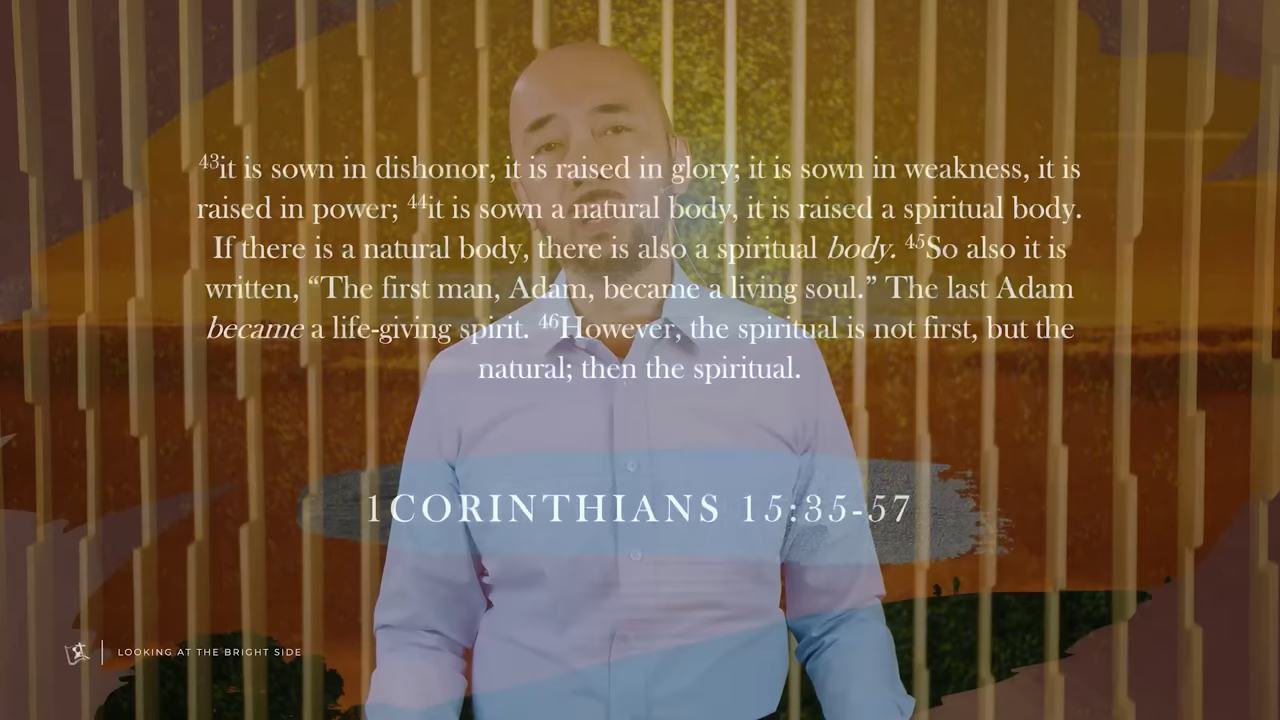 43it is sown in dishonor, it is raised in glory; it is sown in weakness, it is
raised in power; 44it is sown a natural body, it is raised a spiritual body.
If there is a natural body, there is also a spiritual body. 45So also it is
written, “The first man, Adam, became a living soul.” The last Adam
became a life-giving spirit. 46However, the spiritual is not first, but the
natural; then the spiritual.
1CORINTHIANS 15:35-57
LOOKING AT THE BRIGHT SIDE